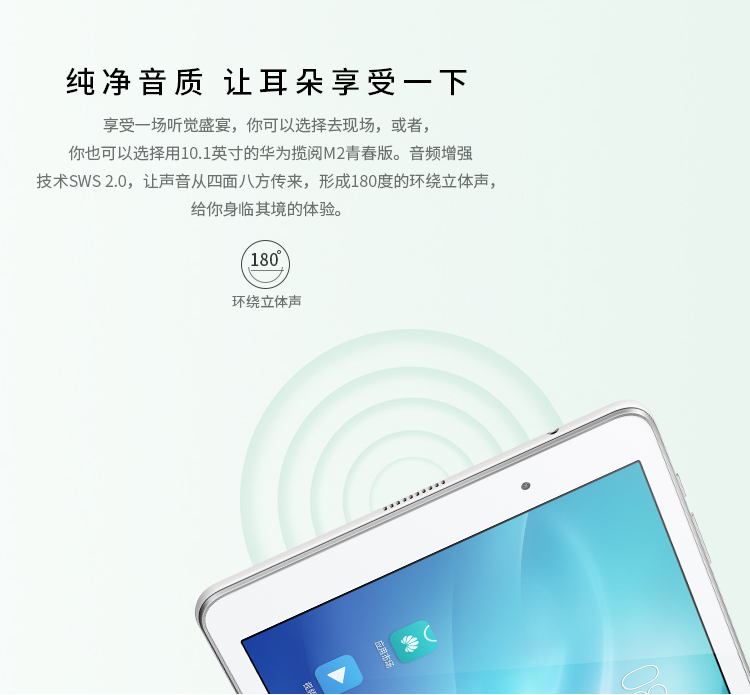 纯净音质 让耳朵享受一下
享受一场听觉盛宴，你可以选择去现场，或者，
你也可以选择用10.1英寸的华为揽阅M2青春版。音频增强
技术SWS 2.0，让声音从四面八方传来，形成180度的环绕立体声，
给你身临其境的体验。
180°
环绕立体声
应用市场
视频